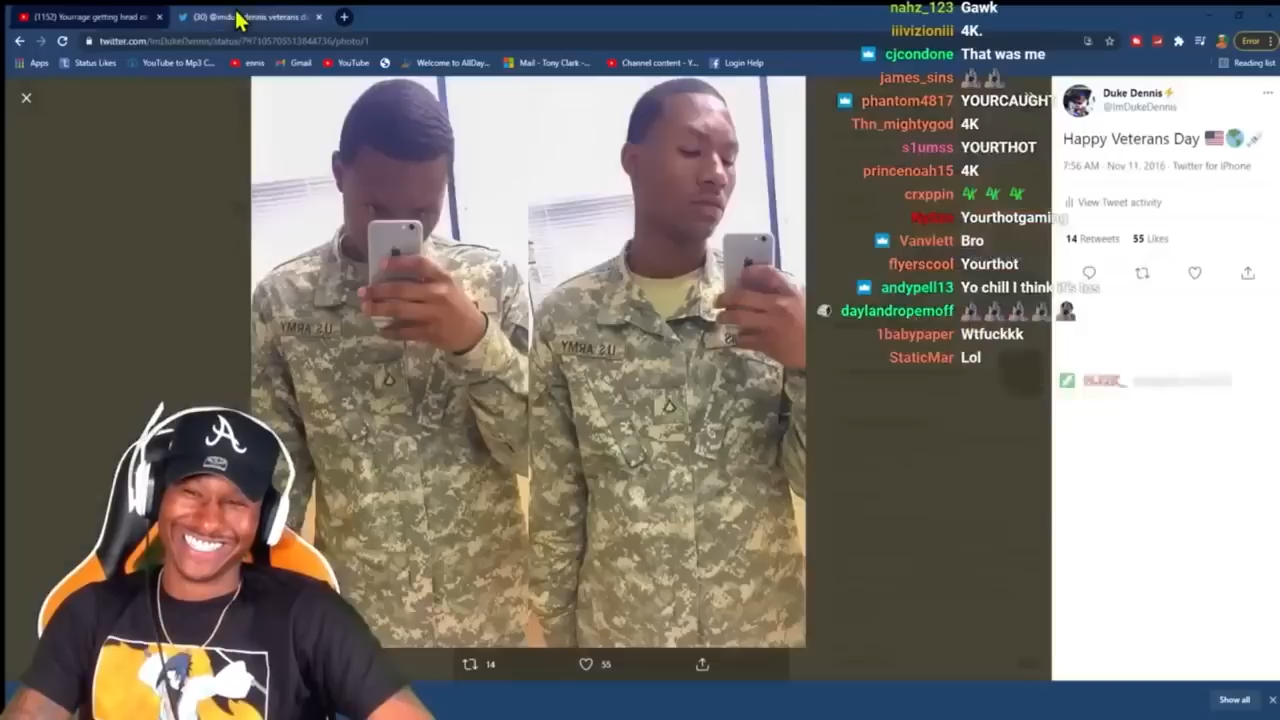 (1152) Yourrage getting head o
(30) @imdukedennis veterans d
twitter.com/ImDukeDennis/status/797105705513844736/photo/1
Error
Apps
Status Likes
YouTube to Mp3 C...
ennis
Gmail
YouTube
Welcome to AllDay...
Mail - Tony Clark -...
Channel content - Y...
Login Help
Reading list
nahz_123 Gawk
iiivizioniii 4K.
cjcondone That was me
james_sins
phantom4817 YOURCAUGHT
Thn_mightygod 4K
s1umss YOURTHOT
princenoah15 4K
crxppin 4K 4K 4K
Yourthotgaming
Vanvlett Bro
flyerscool Yourthot
andypell13 Yo chill I think it's les
daylandropemoff
1babypaper Wtfuckkk
StaticMar Lol
Duke Dennis⚡
@ImDukeDennis
Happy Veterans Day 🇺🇸🌎💉
7:56 AM · Nov 11, 2016 · Twitter for iPhone
View Tweet activity
14 Retweets 55 Likes
U.S. ARMY
U.S. ARMY
A
14 55
Show all